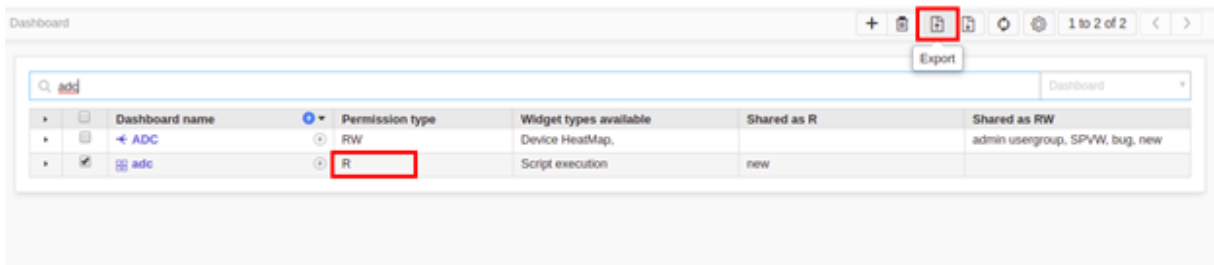 Dashboard 1 to 2 of 2
Export
adc Dashboard
Dashboard name Permission type Widget types available Shared as R Shared as RW
ADC RW Device HeatMap, admin usergroup, SPVW, bug, new
adc R Script execution new